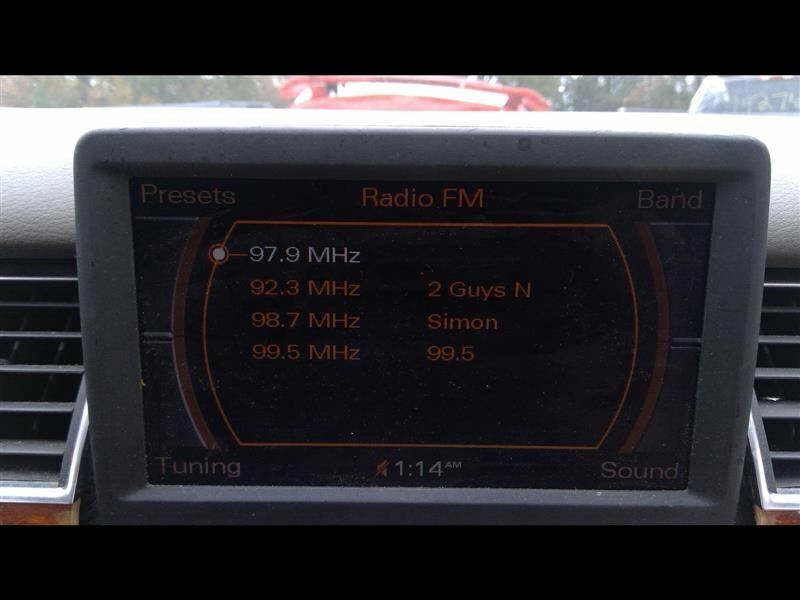 14274
Presets Radio FM Band
97.9 MHz
92.3 MHz 2 Guys N
98.7 MHz Simon
99.5 MHz 99.5
Tuning 1:14 AM Sound